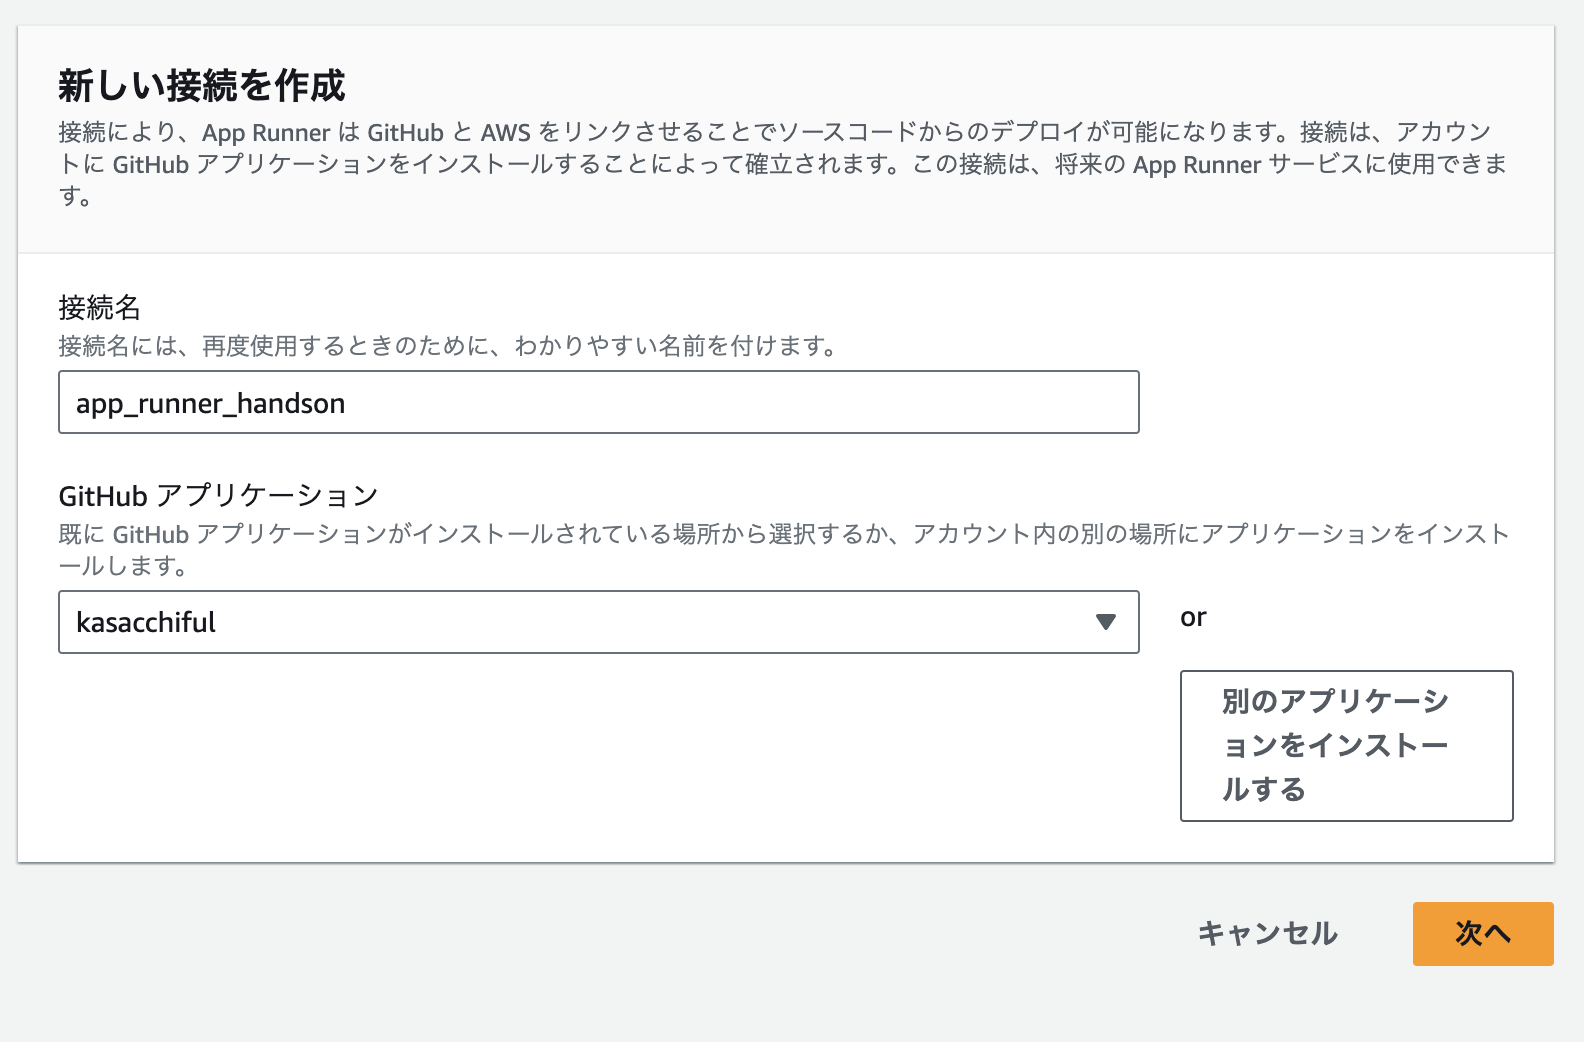 新しい接続を作成
接続により、App Runner は GitHub と AWS をリンクさせることでソースコードからのデプロイが可能になります。接続は、アカウン
トに GitHub アプリケーションをインストールすることによって確立されます。この接続は、将来の App Runner サービスに使用できま
す。
接続名
接続名には、再度使用するときのために、わかりやすい名前を付けます。
app_runner_handson
GitHub アプリケーション
既に GitHub アプリケーションがインストールされている場所から選択するか、アカウント内の別の場所にアプリケーションをインスト
ールします。
kasacchiful
or
別のアプリケーシ
ョンをインストー
ルする
キャンセル
次へ